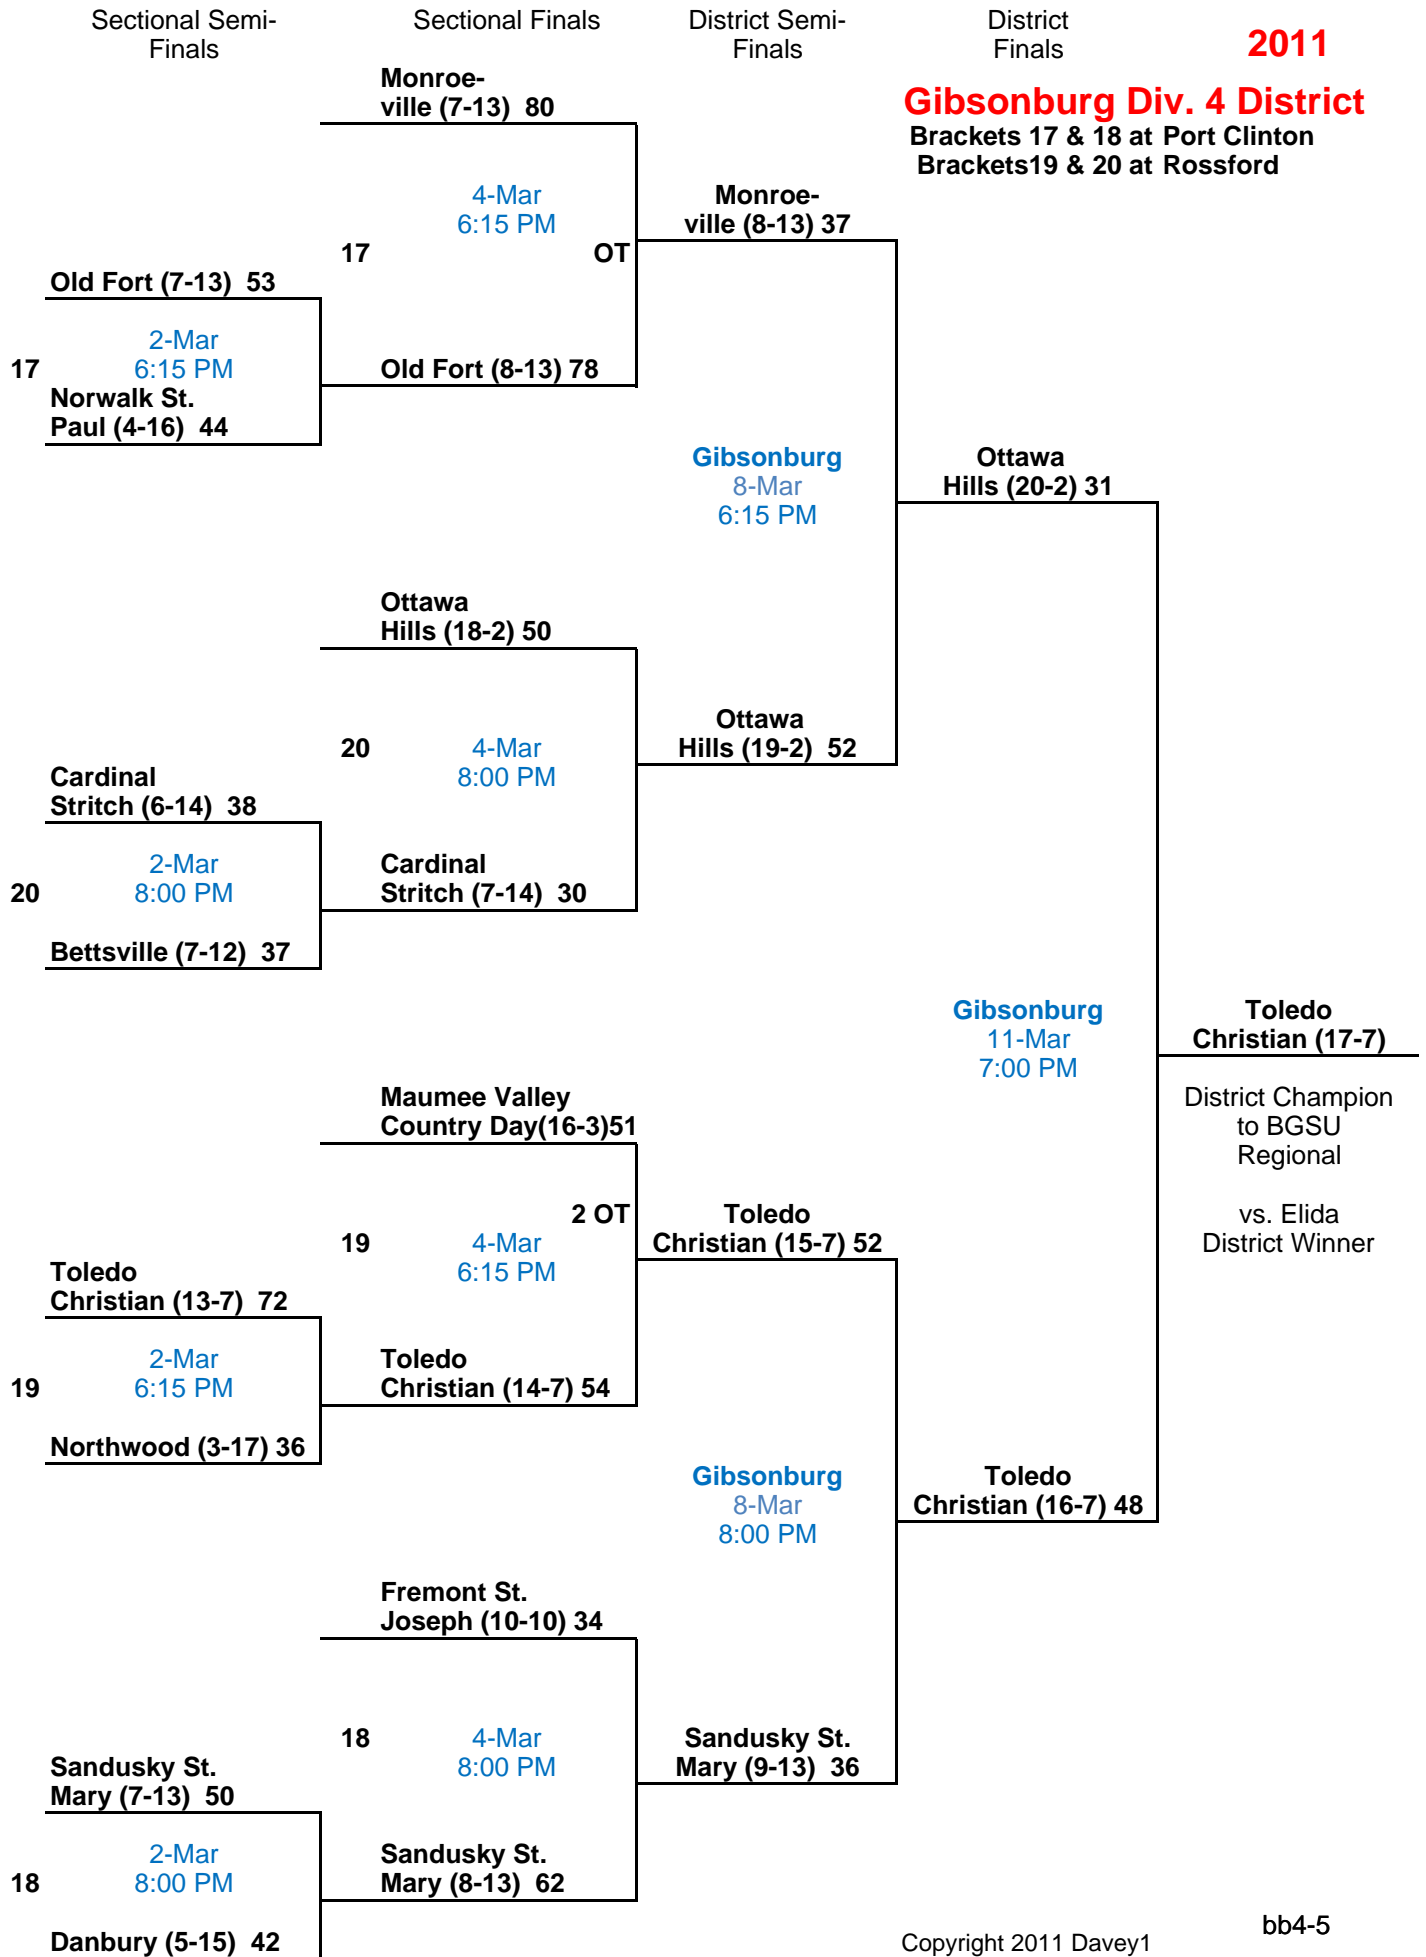 Sectional Semi-
Finals
Sectional Finals
District Semi-
Finals
District
Finals
2011
Gibsonburg Div. 4 District
Brackets 17 & 18 at Port Clinton
Brackets19 & 20 at Rossford
Monroe-
ville (7-13) 80
4-Mar
6:15 PM
17
OT
Monroe-
ville (8-13) 37
Old Fort (7-13) 53
2-Mar
17
6:15 PM
Old Fort (8-13) 78
Norwalk St.
Paul (4-16) 44
Gibsonburg
8-Mar
6:15 PM
Ottawa
Hills (20-2) 31
Ottawa
Hills (18-2) 50
20
4-Mar
8:00 PM
Ottawa
Hills (19-2) 52
Cardinal
Stritch (6-14) 38
2-Mar
20
8:00 PM
Cardinal
Stritch (7-14) 30
Bettsville (7-12) 37
Gibsonburg
11-Mar
7:00 PM
Toledo
Christian (17-7)
District Champion
to BGSU
Regional
vs. Elida
District Winner
Maumee Valley
Country Day(16-3)51
2 OT
19
4-Mar
6:15 PM
Toledo
Christian (15-7) 52
Toledo
Christian (13-7) 72
2-Mar
19
6:15 PM
Toledo
Christian (14-7) 54
Northwood (3-17) 36
Gibsonburg
8-Mar
8:00 PM
Toledo
Christian (16-7) 48
Fremont St.
Joseph (10-10) 34
18
4-Mar
8:00 PM
Sandusky St.
Mary (9-13) 36
Sandusky St.
Mary (7-13) 50
2-Mar
18
8:00 PM
Sandusky St.
Mary (8-13) 62
Danbury (5-15) 42
Copyright 2011 Davey1
bb4-5